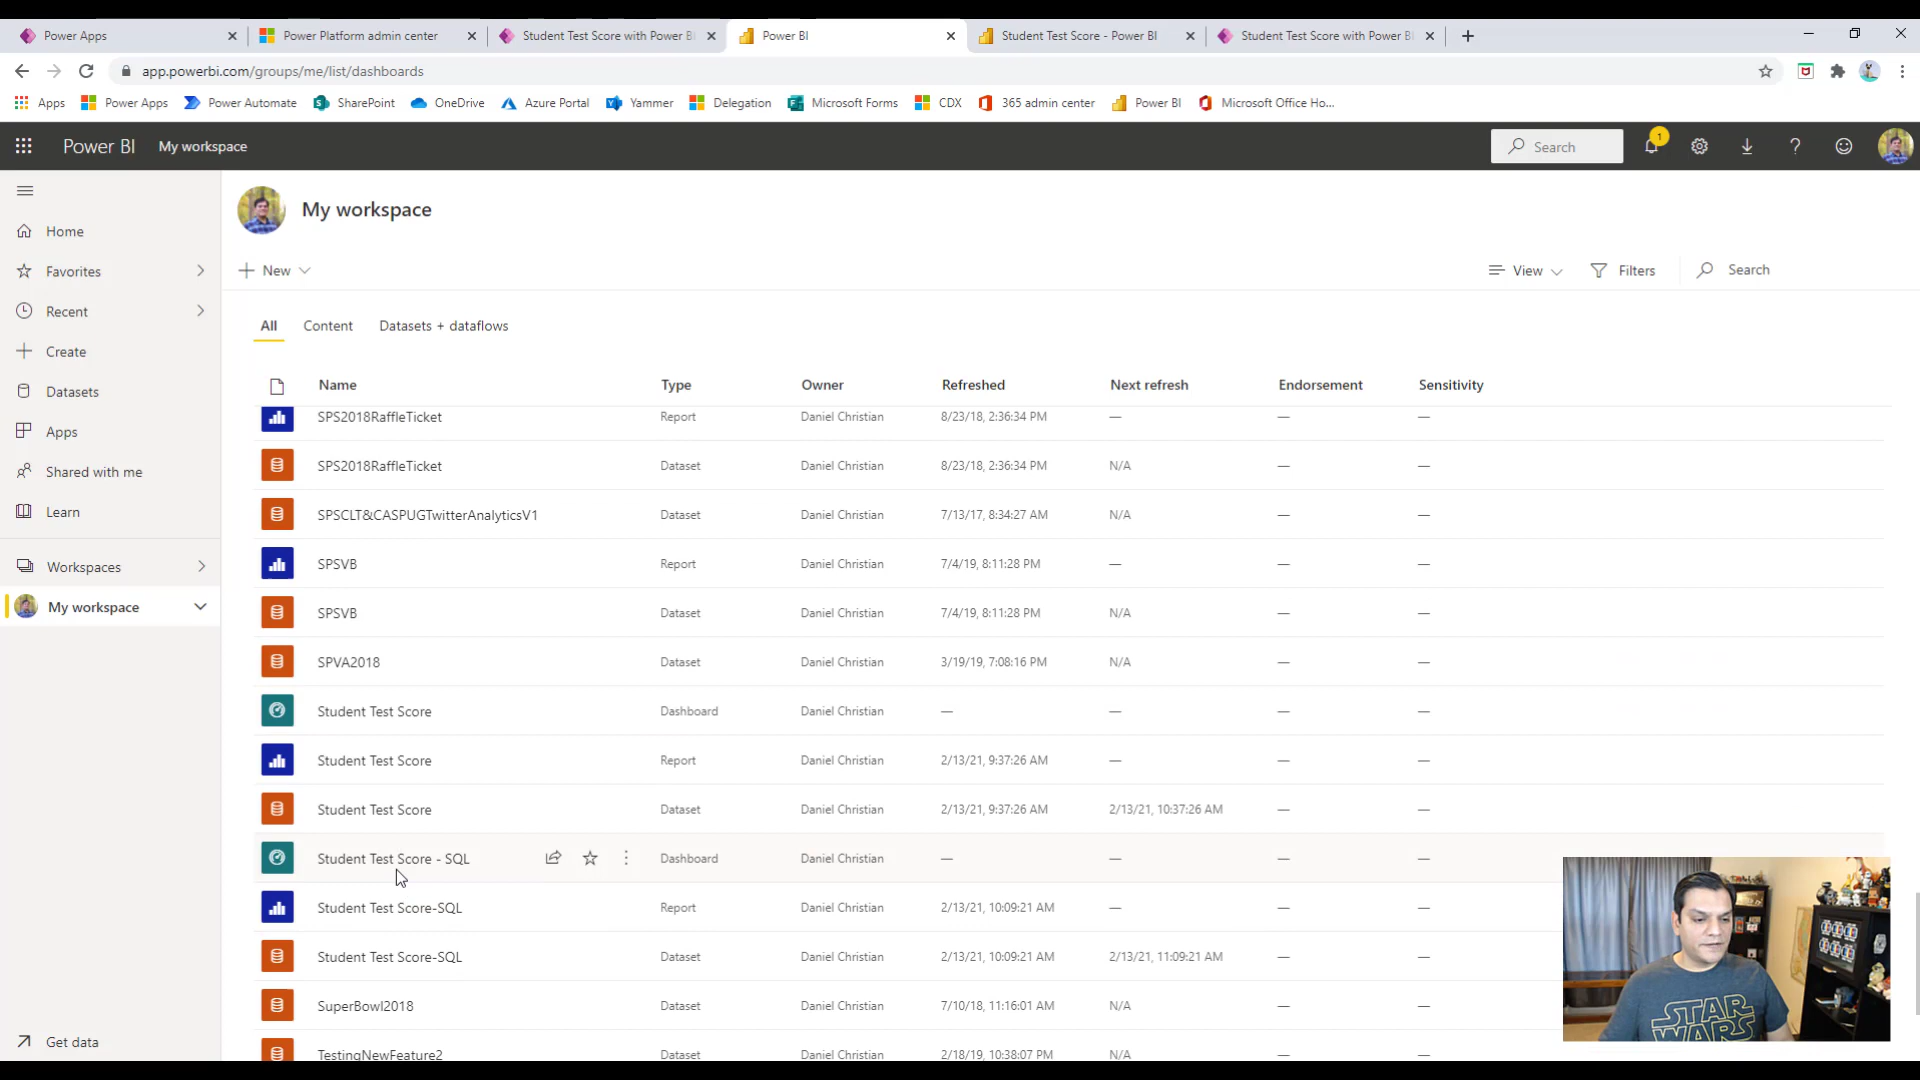 Power Apps
Power Platform admin center
Student Test Score with Power B
Power BI
Student Test Score - Power BI
Student Test Score with Power B
app.powerbi.com/groups/me/list/dashboards
Apps
Power Apps
Power Automate
SharePoint
OneDrive
Azure Portal
Yammer
Delegation
Microsoft Forms
CDX
365 admin center
Power BI
Microsoft Office Ho...
Power BI
My workspace
Search
1
Home
Favorites
Recent
Create
Datasets
Apps
Shared with me
Learn
Workspaces
My workspace
Get data
My workspace
New
View
Filters
Search
All
Content
Datasets + dataflows
Name Type Owner Refreshed Next refresh Endorsement Sensitivity
SPS2018RaffleTicket Report Daniel Christian 8/23/18, 2:36:34 PM — — —
SPS2018RaffleTicket Dataset Daniel Christian 8/23/18, 2:36:34 PM N/A — —
SPSCLT&CASPUGTwitterAnalyticsV1 Dataset Daniel Christian 7/13/17, 8:34:27 AM N/A — —
SPSVB Report Daniel Christian 7/4/19, 8:11:28 PM — — —
SPSVB Dataset Daniel Christian 7/4/19, 8:11:28 PM N/A — —
SPVA2018 Dataset Daniel Christian 3/19/19, 7:08:16 PM N/A — —
Student Test Score Dashboard Daniel Christian — — — —
Student Test Score Report Daniel Christian 2/13/21, 9:37:26 AM — — —
Student Test Score Dataset Daniel Christian 2/13/21, 9:37:26 AM 2/13/21, 10:37:26 AM — —
Student Test Score - SQL Dashboard Daniel Christian — — — —
Student Test Score-SQL Report Daniel Christian 2/13/21, 10:09:21 AM — — —
Student Test Score-SQL Dataset Daniel Christian 2/13/21, 10:09:21 AM 2/13/21, 11:09:21 AM — —
SuperBowl2018 Dataset Daniel Christian 7/10/18, 11:16:01 AM N/A — —
TestingNewFeature2 Dataset Daniel Christian 2/18/19, 10:38:07 PM N/A — —
STAR
WARS